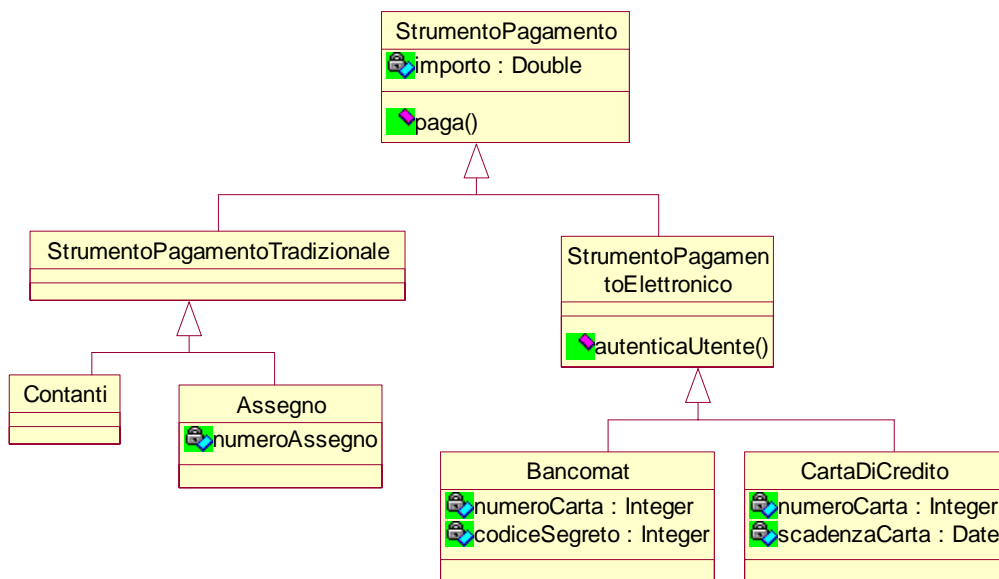 StrumentoPagamento
importo : Double
paga()
StrumentoPagamentoTradizionale
StrumentoPagamen
toElettronico
autenticaUtente()
Contanti
Assegno
numeroAssegno
Bancomat
numeroCarta : Integer
codiceSegreto : Integer
CartaDiCredito
numeroCarta : Integer
scadenzaCarta : Date